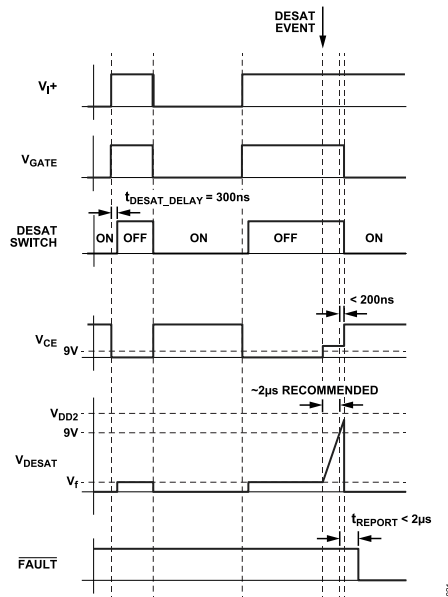 DESAT
EVENT
VI+
VGATE
tDESAT_DELAY = 300ns
DESAT
SWITCH
ON OFF ON OFF ON
< 200ns
VCE
9V
~2µs RECOMMENDED
VDD2
9V
VDESAT
Vf
tREPORT < 2µs
FAULT